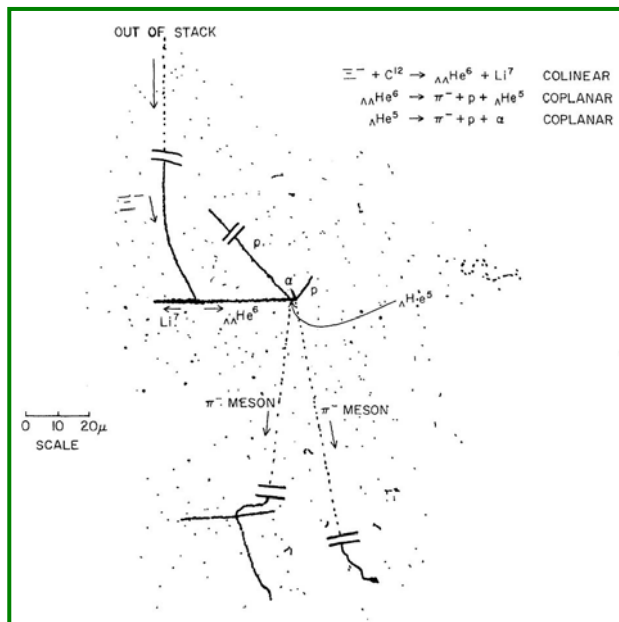 OUT OF STACK
Ξ⁻ + C¹² → ΛΛHe⁶ + Li⁷ COLINEAR
ΛΛHe⁶ → π⁻ + p + ΛHe⁵ COPLANAR
ΛHe⁵ → π⁻ + p + α COPLANAR
Ξ⁻
p
α
p
ΛHe⁵
Li⁷
ΛΛHe⁶
π⁻ MESON
π⁻ MESON
0 10 20μ
SCALE